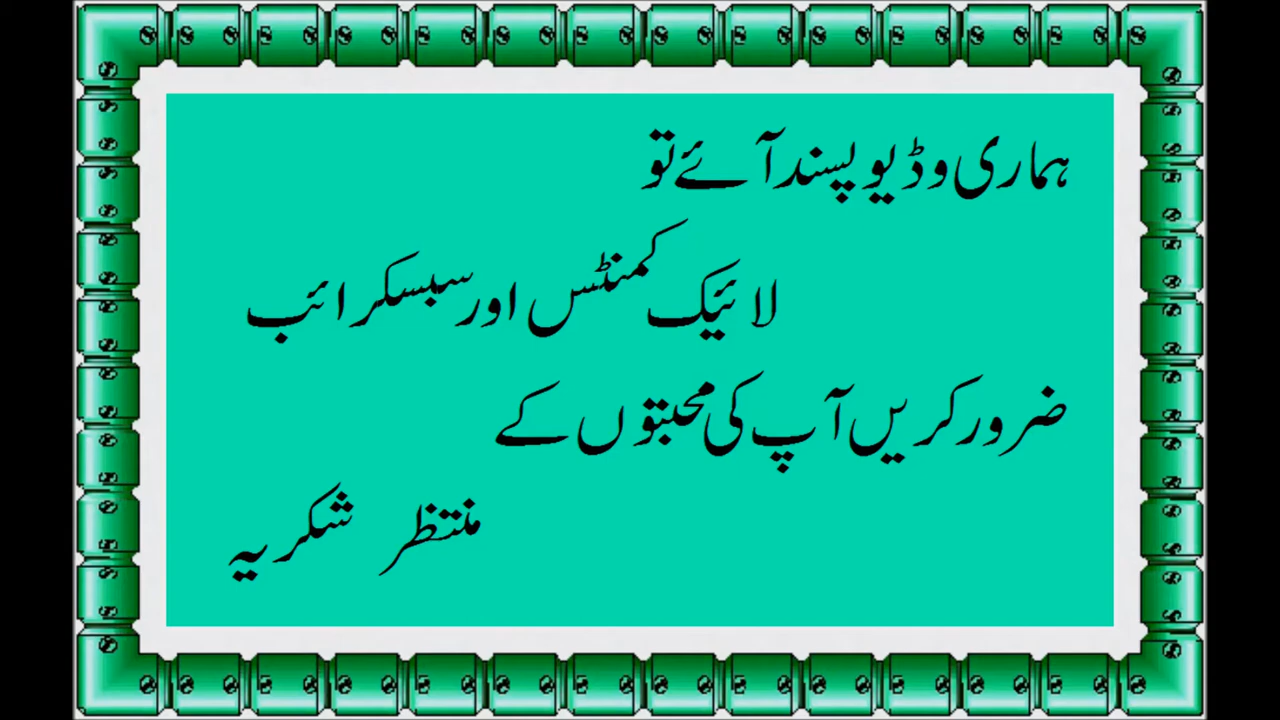 ہماری وڈیو پسند آئے تو
لائیک کمنٹس اور سبسکرائب
ضرور کریں آپ کی محبتوں کے
منتظر شکریہ